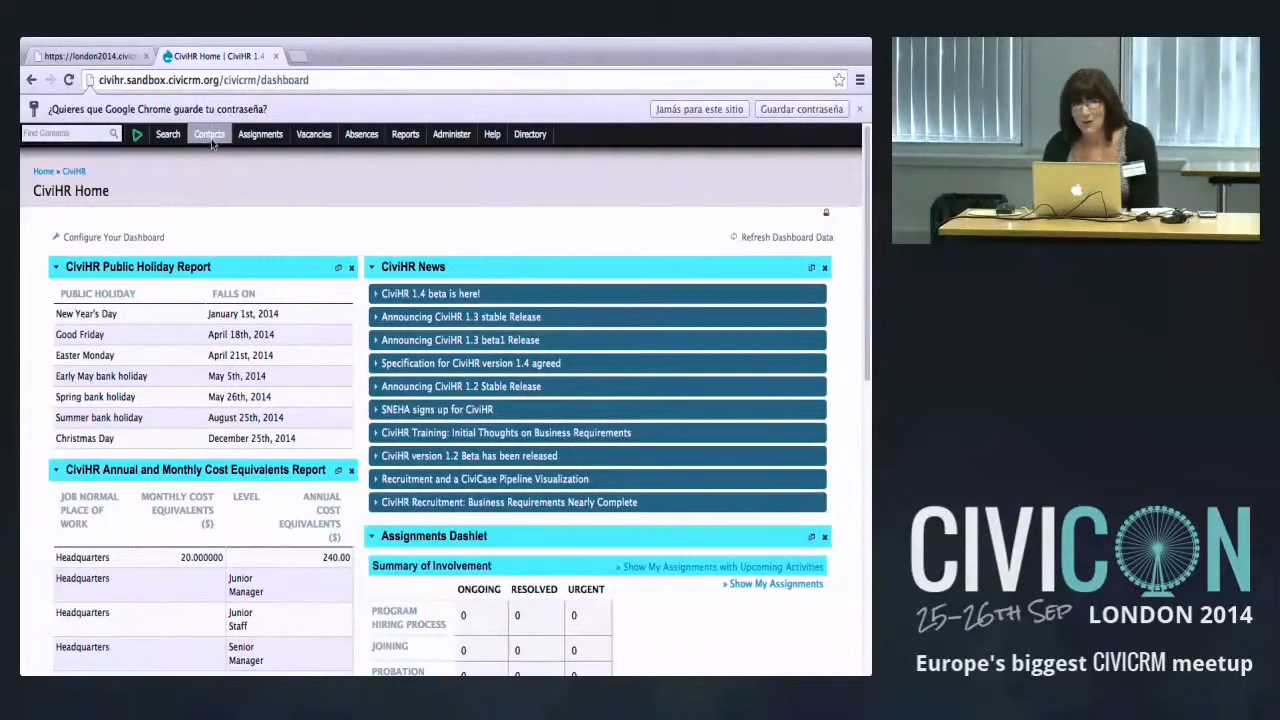 https://london2014.civic
CiviHR Home | CiviHR 1.4
civihr.sandbox.civicrm.org/civicrm/dashboard
¿Quieres que Google Chrome guarde tu contraseña?
Jamás para este sitio
Guardar contraseña
Find Contacts
Search
Contacts
Assignments
Vacancies
Absences
Reports
Administer
Help
Directory
Home » CiviHR
CiviHR Home
Configure Your Dashboard
Refresh Dashboard Data
CiviHR Public Holiday Report
PUBLIC HOLIDAY FALLS ON
New Year's Day January 1st, 2014
Good Friday April 18th, 2014
Easter Monday April 21st, 2014
Early May bank holiday May 5th, 2014
Spring bank holiday May 26th, 2014
Summer bank holiday August 25th, 2014
Christmas Day December 25th, 2014
CiviHR Annual and Monthly Cost Equivalents Report
JOB NORMAL
PLACE OF
WORK
MONTHLY COST
EQUIVALENTS
($)
LEVEL
ANNUAL
COST
EQUIVALENTS
($)
Headquarters 20.000000 240.00
Headquarters Junior
Manager
Headquarters Junior
Staff
Headquarters Senior
Manager
CiviHR News
CiviHR 1.4 beta is here!
Announcing CiviHR 1.3 stable Release
Announcing CiviHR 1.3 beta1 Release
Specification for CiviHR version 1.4 agreed
Announcing CiviHR 1.2 Stable Release
SNEHA signs up for CiviHR
CiviHR Training: Initial Thoughts on Business Requirements
CiviHR version 1.2 Beta has been released
Recruitment and a CiviCase Pipeline Visualization
CiviHR Recruitment: Business Requirements Nearly Complete
Assignments Dashlet
Summary of Involvement
» Show My Assignments with Upcoming Activities
» Show My Assignments
ONGOING RESOLVED URGENT
PROGRAM
HIRING PROCESS
0 0 0
JOINING 0 0 0
PROBATION
CIVICON
25-26TH SEP LONDON 2014
Europe's biggest CIVICRM meetup